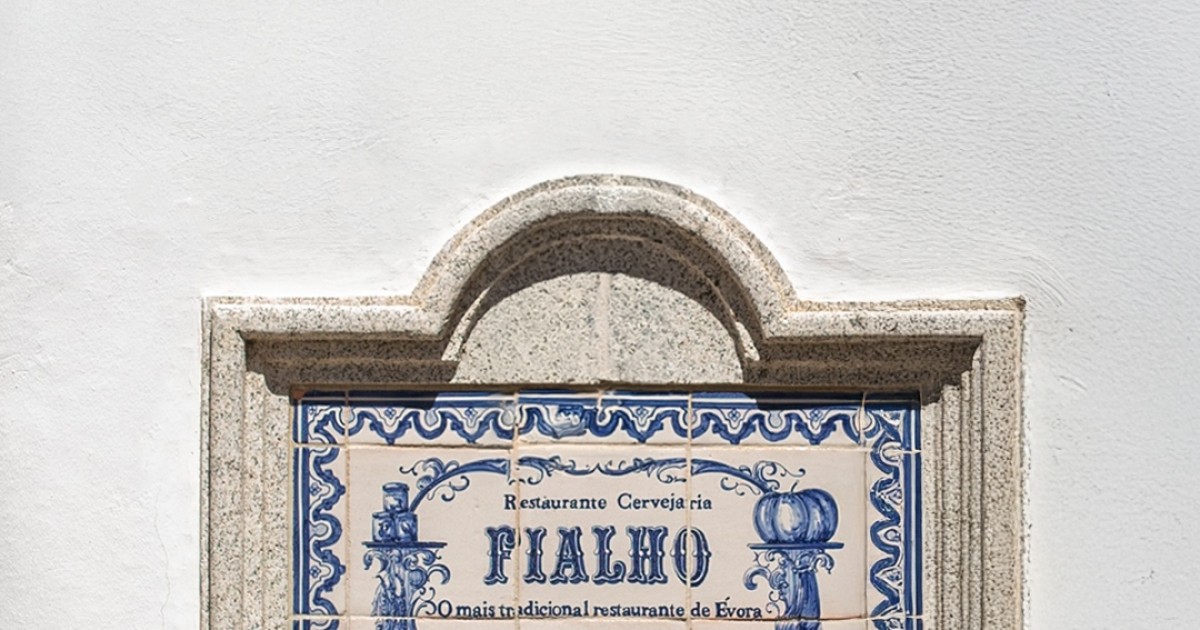 Restaurante Cervejaria
FIALHO
O mais tradicional restaurante de Évora